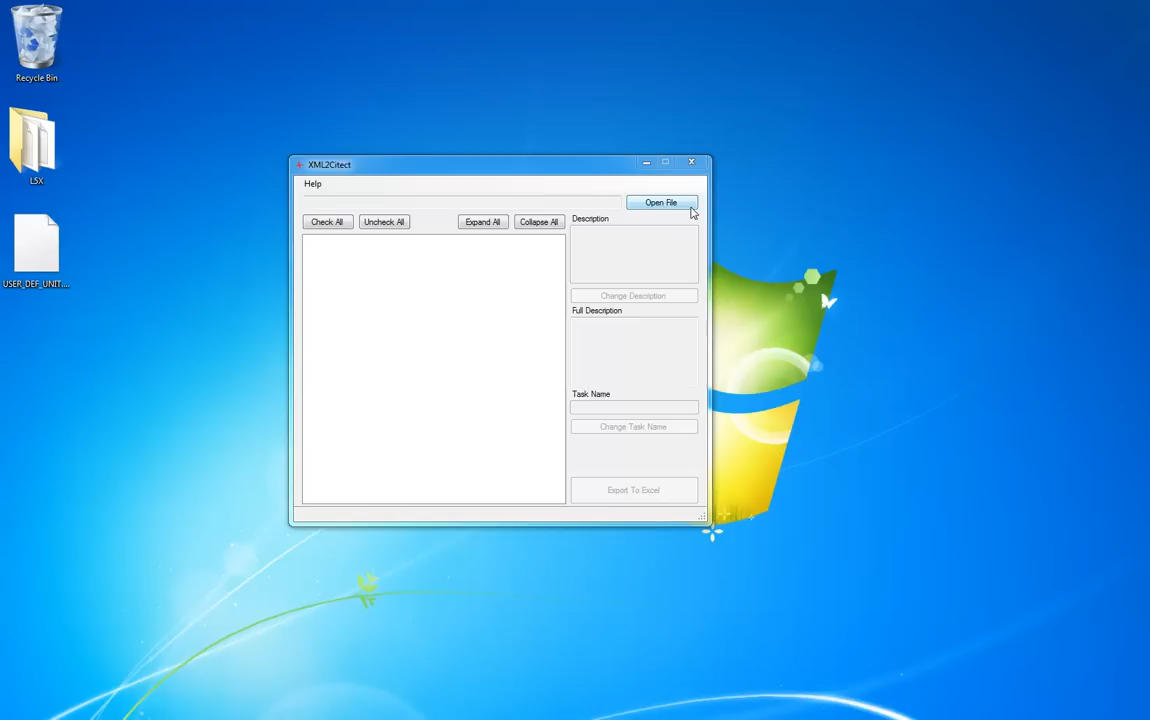 Recycle Bin
L5X
USER_DEF_UNIT....
XML2Citect
Help
Open File
Check All
Uncheck All
Expand All
Collapse All
Description
Change Description
Full Description
Task Name
Change Task Name
Export To Excel